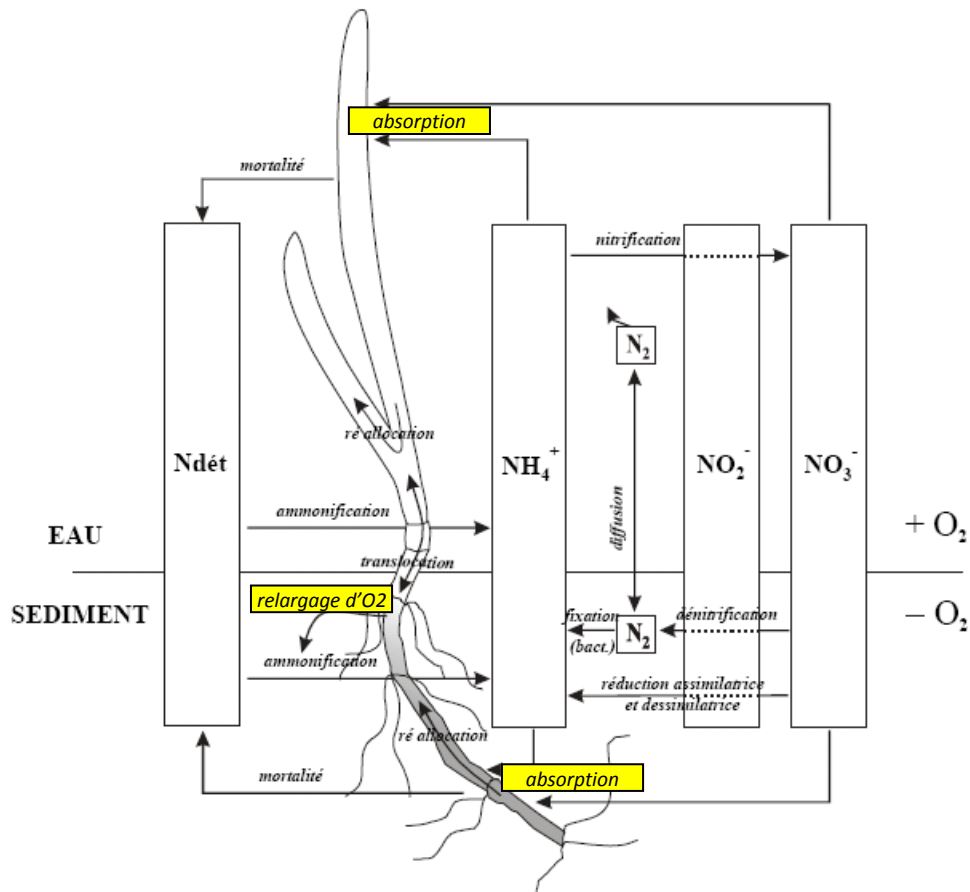 absorption
mortalité
nitrification
N₂
ré allocation
Ndét
NH₄⁺
NO₂⁻
NO₃⁻
ammonification
diffusion
EAU
+ O₂
translocation
relargage d'O2
SEDIMENT
fixation
(bact.)
N₂
dénitrification
– O₂
ammonification
réduction assimilatrice
et dessimilatrice
ré allocation
mortalité
absorption